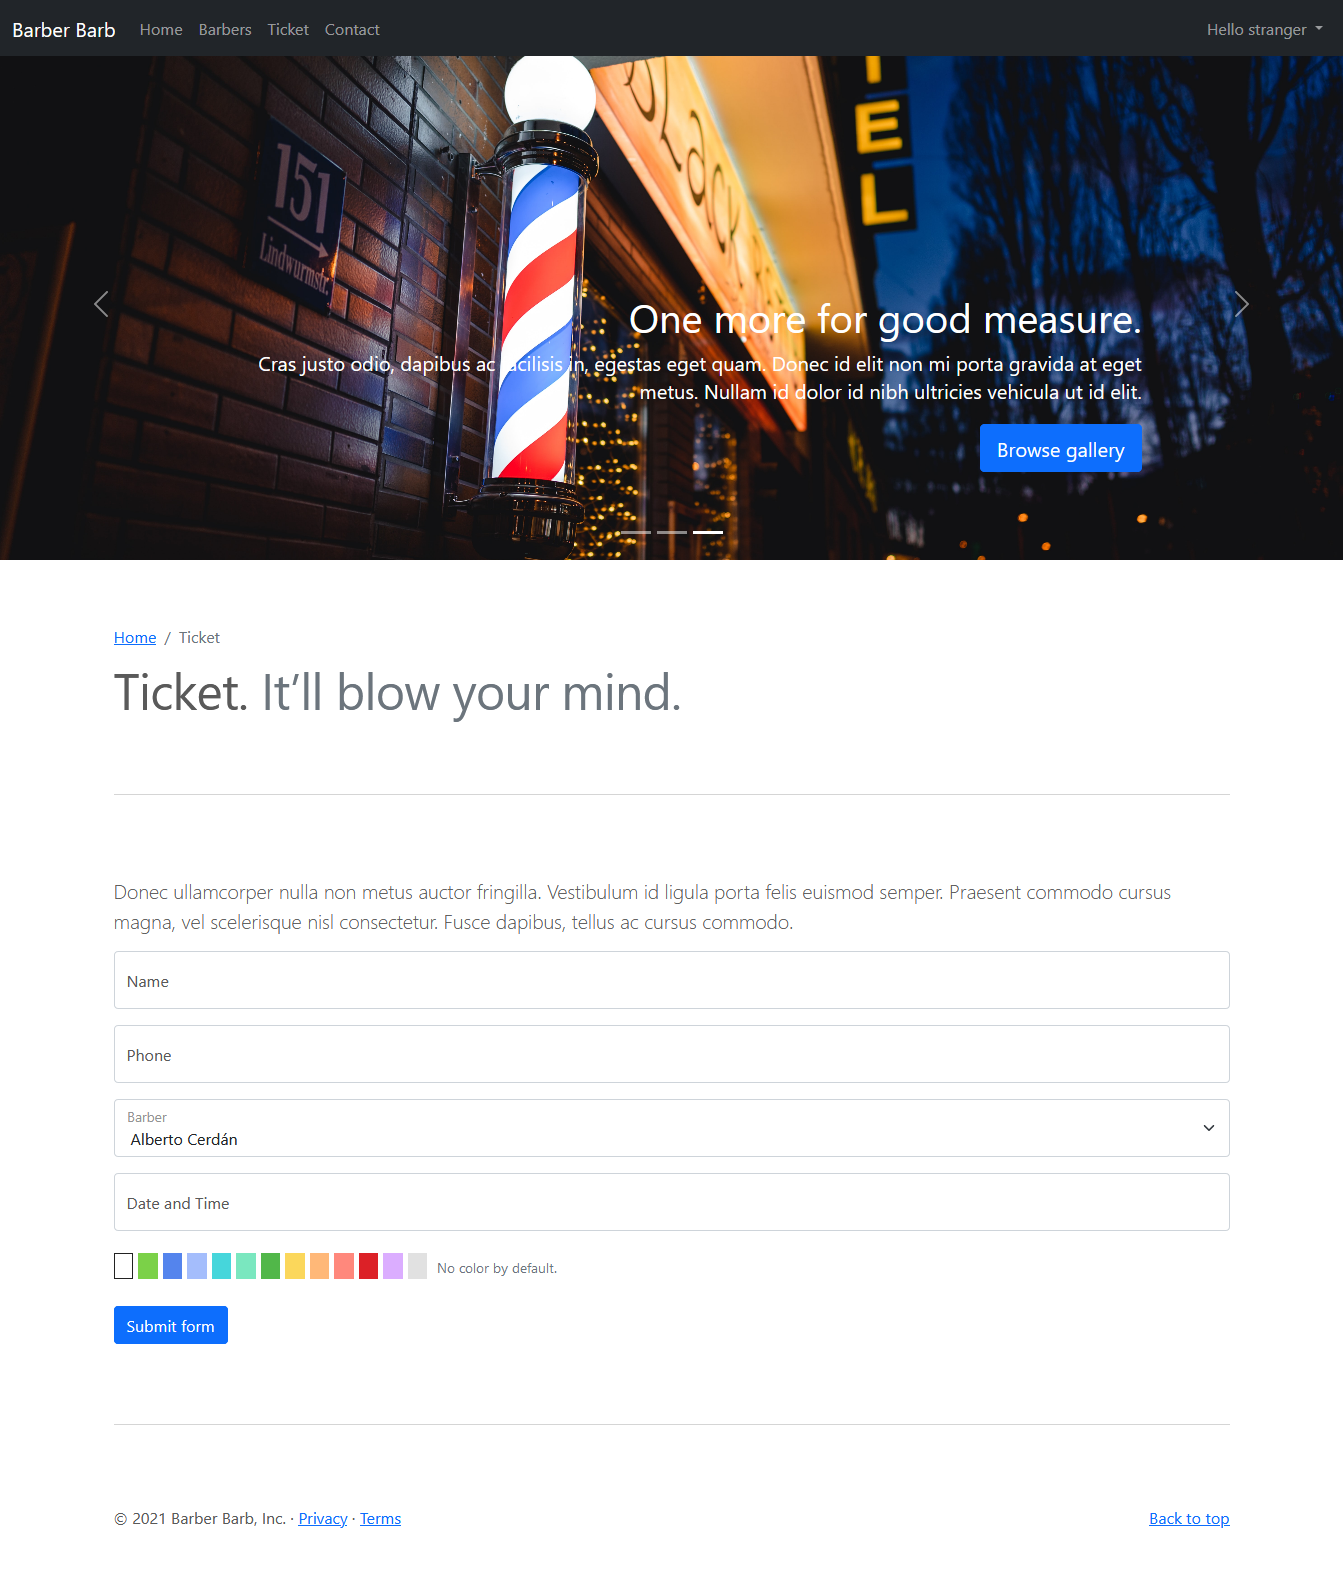 Barber Barb Home Barbers Ticket Contact Hello stranger
151
Lindwurmstr.
EL
One more for good measure.
Cras justo odio, dapibus ac facilisis in, egestas eget quam. Donec id elit non mi porta gravida at eget
metus. Nullam id dolor id nibh ultricies vehicula ut id elit.
Browse gallery
Home / Ticket
Ticket. It’ll blow your mind.
Donec ullamcorper nulla non metus auctor fringilla. Vestibulum id ligula porta felis euismod semper. Praesent commodo cursus
magna, vel scelerisque nisl consectetur. Fusce dapibus, tellus ac cursus commodo.
Name
Phone
Barber
Alberto Cerdán
Date and Time
No color by default.
Submit form
© 2021 Barber Barb, Inc. · Privacy · Terms Back to top